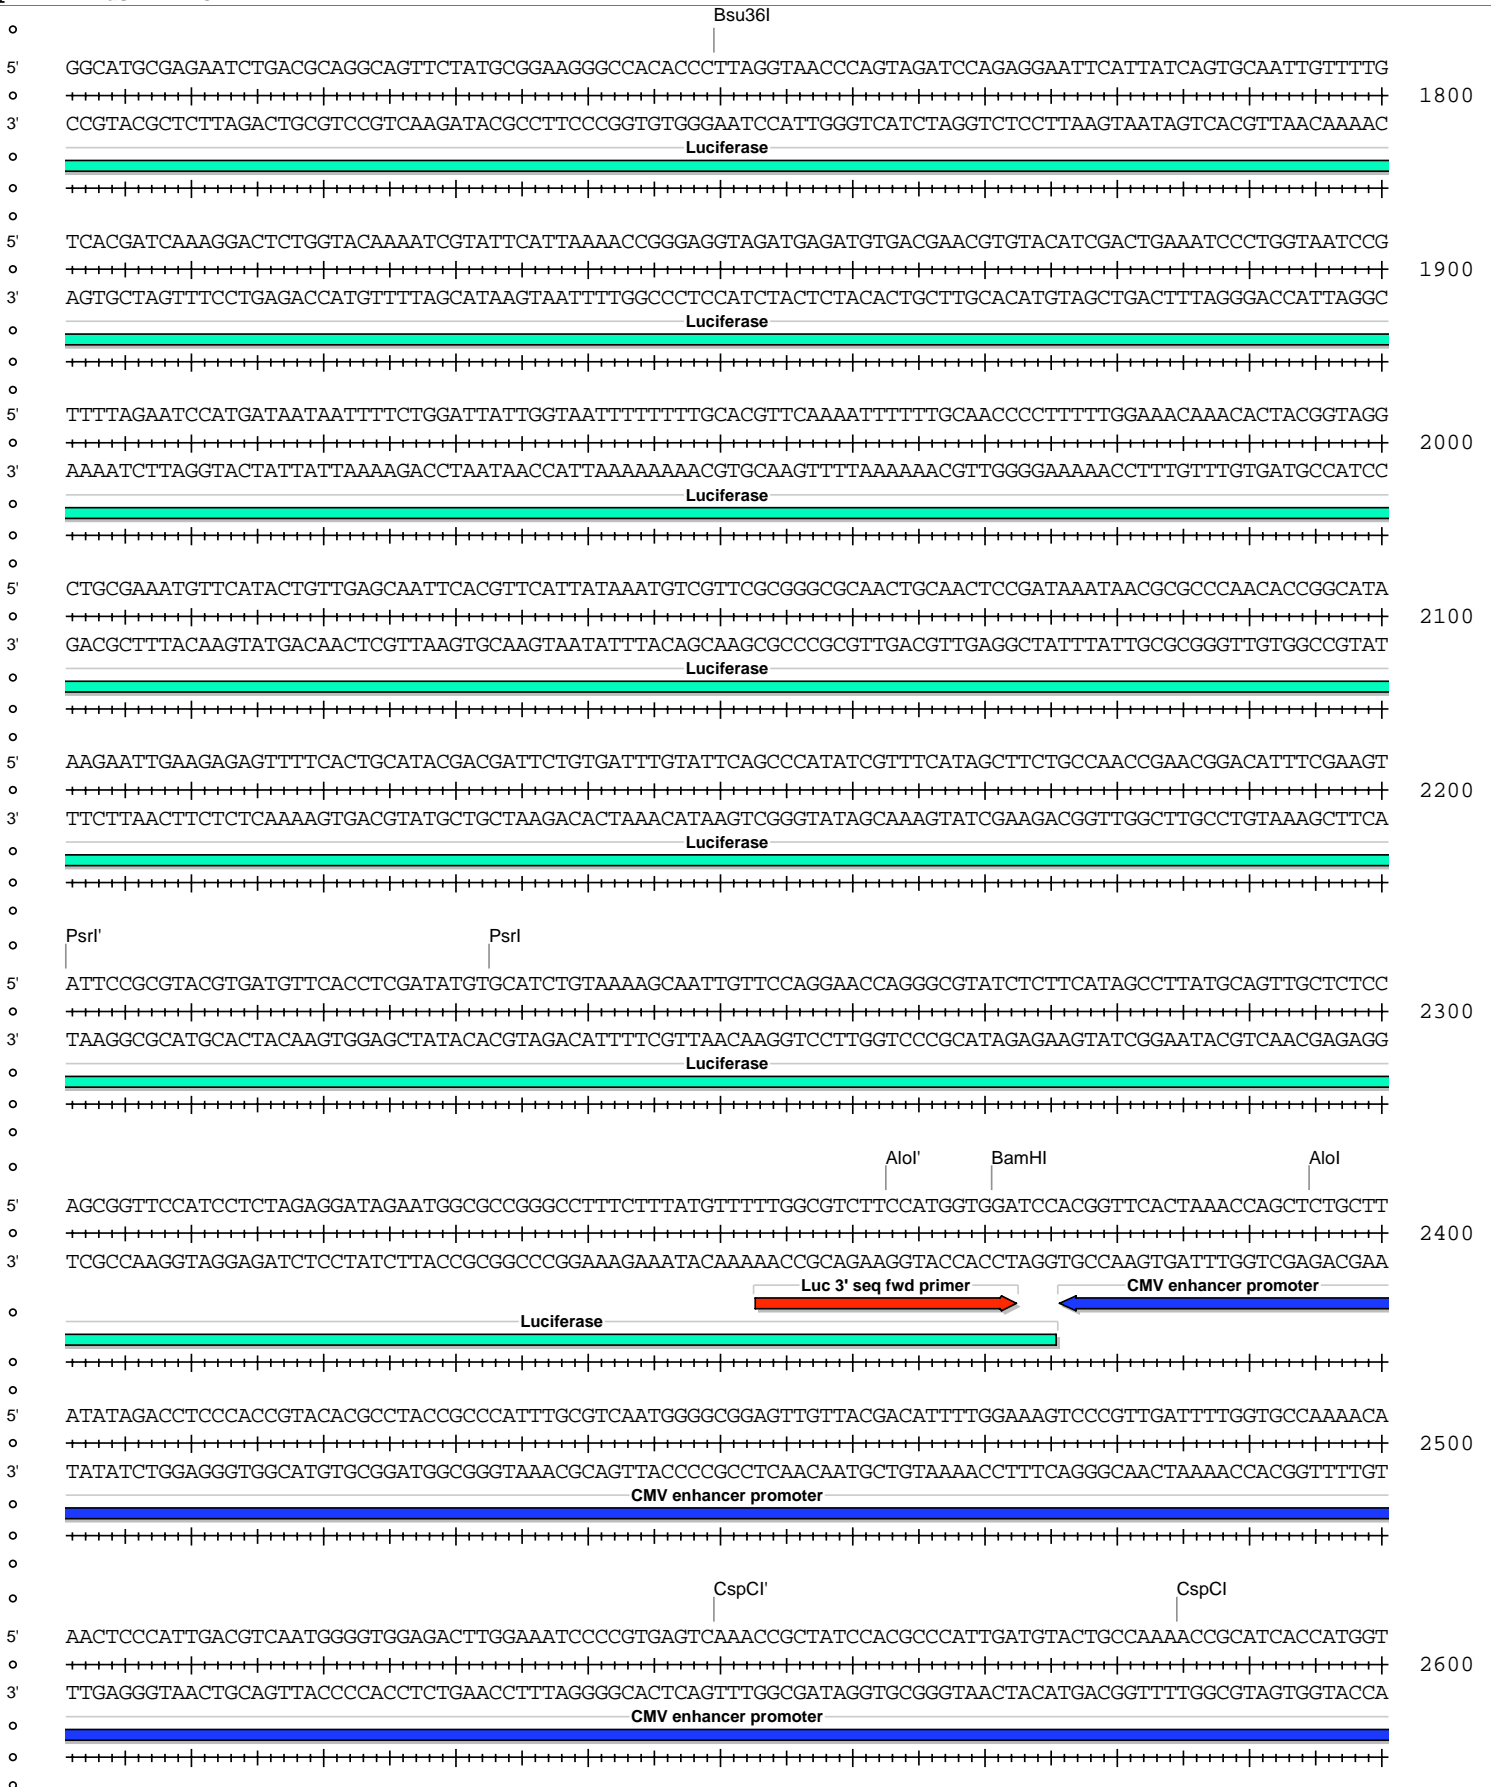 Bsu36I
5' GGCATGCGAGAATCTGACGCAGGCAGTTCTATGCGGAAGGGCCACACCCTTAGGTAACCCAGTAGATCCAGAGGAATTCATTATCAGTGCAATTGTTTTG
1800
3' CCGTACGCTCTTAGACTGCGTCCGTCAAGATACGCCTTCCCGGTGTGGGAATCCATTGGGTCATCTAGGTCTCCTTAAGTAATAGTCACGTTAACAAAAC
Luciferase
5' TCACGATCAAAGGACTCTGGTACAAAATCGTATTCATTAAAACCGGGAGGTAGATGAGATGTGACGAACGTGTACATCGACTGAAATCCCTGGTAATCCG
1900
3' AGTGCTAGTTTCCTGAGACCATGTTTTAGCATAAGTAATTTTGGCCCTCCATCTACTCTACACTGCTTGCACATGTAGCTGACTTTAGGGACCATTAGGC
Luciferase
5' TTTTAGAATCCATGATAATAATTTTCTGGATTATTGGTAATTTTTTTTGCACGTTCAAAATTTTTTGCAACCCCTTTTTGGAAACAAACACTACGGTAGG
2000
3' AAAATCTTAGGTACTATTATTAAAAGACCTAATAACCATTAAAAAAAACGTGCAAGTTTTAAAAAACGTTGGGGAAAAACCTTTGTTTGTGATGCCATCC
Luciferase
5' CTGCGAAATGTTCATACTGTTGAGCAATTCACGTTCATTATAAATGTCGTTCGCGGGCGCAACTGCAACTCCGATAAATAACGCGCCCAACACCGGCATA
2100
3' GACGCTTTACAAGTATGACAACTCGTTAAGTGCAAGTAATATTTACAGCAAGCGCCCGCGTTGACGTTGAGGCTATTTATTGCGCGGGTTGTGGCCGTAT
Luciferase
5' AAGAATTGAAGAGAGTTTTCACTGCATACGACGATTCTGTGATTTGTATTCAGCCCATATCGTTTCATAGCTTCTGCCAACCGAACGGACATTTCGAAGT
2200
3' TTCTTAACTTCTCTCAAAAGTGACGTATGCTGCTAAGACACTAAACATAAGTCGGGTATAGCAAAGTATCGAAGACGGTTGGCTTGCCTGTAAAGCTTCA
Luciferase
PsrI' PsrI
5' ATTCCGCGTACGTGATGTTCACCTCGATATGTGCATCTGTAAAAGCAATTGTTCCAGGAACCAGGGCGTATCTCTTCATAGCCTTATGCAGTTGCTCTCC
2300
3' TAAGGCGCATGCACTACAAGTGGAGCTATACACGTAGACATTTTCGTTAACAAGGTCCTTGGTCCCGCATAGAGAAGTATCGGAATACGTCAACGAGAGG
Luciferase
AloI' BamHI AloI
5' AGCGGTTCCATCCTCTAGAGGATAGAATGGCGCCGGGCCTTTCTTTATGTTTTTGGCGTCTTCCATGGTGGATCCACGGTTCACTAAACCAGCTCTGCTT
2400
3' TCGCCAAGGTAGGAGATCTCCTATCTTACCGCGGCCCGGAAAGAAATACAAAAACCGCAGAAGGTACCACCTAGGTGCCAAGTGATTTGGTCGAGACGAA
Luc 3' seq fwd primer CMV enhancer promoter
Luciferase
5' ATATAGACCTCCCACCGTACACGCCTACCGCCCATTTGCGTCAATGGGGCGGAGTTGTTACGACATTTTGGAAAGTCCCGTTGATTTTGGTGCCAAAACA
2500
3' TATATCTGGAGGGTGGCATGTGCGGATGGCGGGTAAACGCAGTTACCCCGCCTCAACAATGCTGTAAAACCTTTCAGGGCAACTAAAACCACGGTTTTGT
CMV enhancer promoter
CspCI' CspCI
5' AACTCCCATTGACGTCAATGGGGTGGAGACTTGGAAATCCCCGTGAGTCAAACCGCTATCCACGCCCATTGATGTACTGCCAAAACCGCATCACCATGGT
2600
3' TTGAGGGTAACTGCAGTTACCCCACCTCTGAACCTTTAGGGGCACTCAGTTTGGCGATAGGTGCGGGTAACTACATGACGGTTTTGGCGTAGTGGTACCA
CMV enhancer promoter